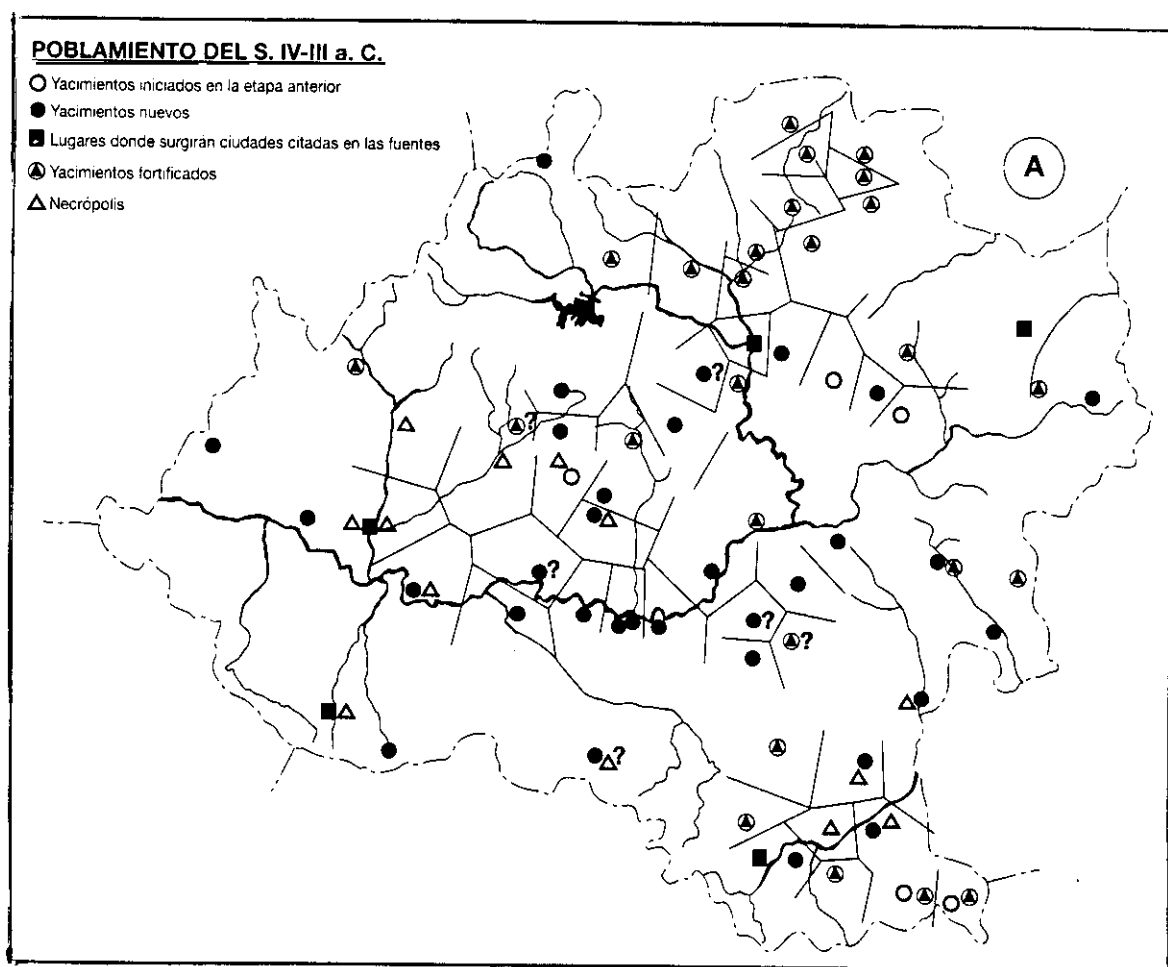 POBLAMIENTO DEL S. IV-III a. C.
Yacimientos iniciados en la etapa anterior
Yacimientos nuevos
Lugares donde surgirán ciudades citadas en las fuentes
Yacimientos fortificados
Necrópolis
A
?
?
?
?
?
?